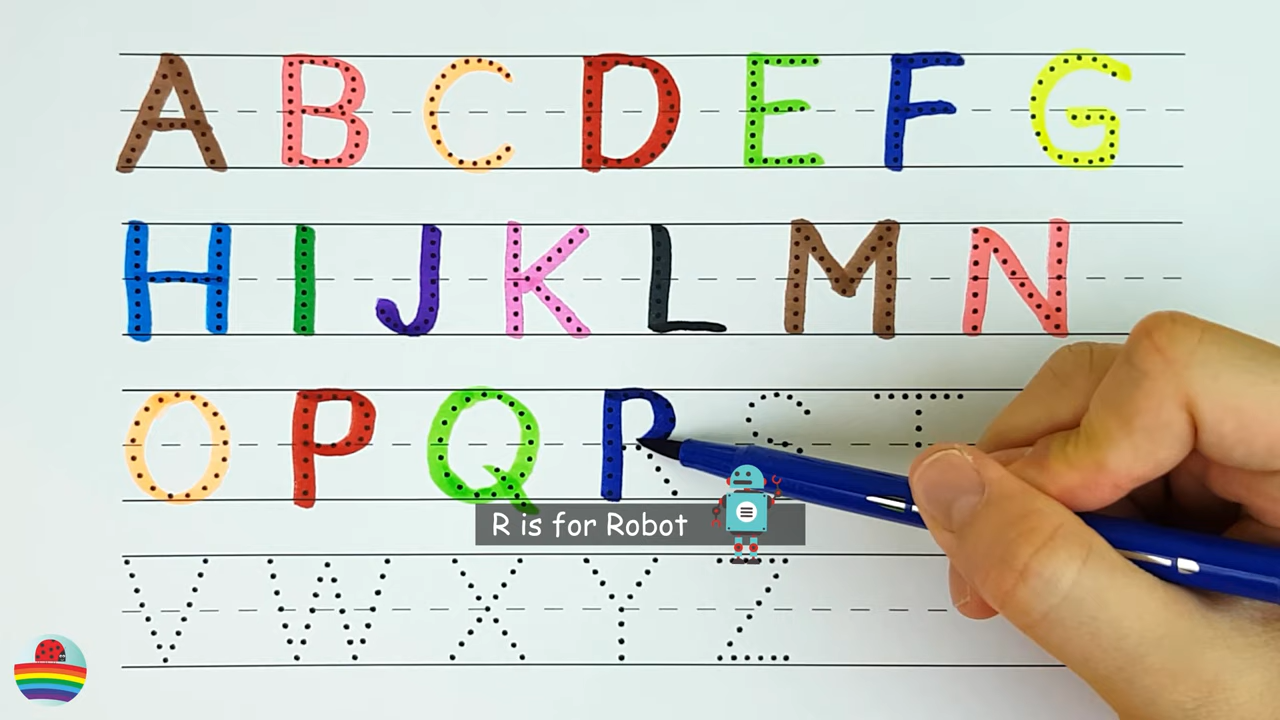 A B C D E F G
H I J K L M N
O P Q R S T
R is for Robot
V W X Y Z